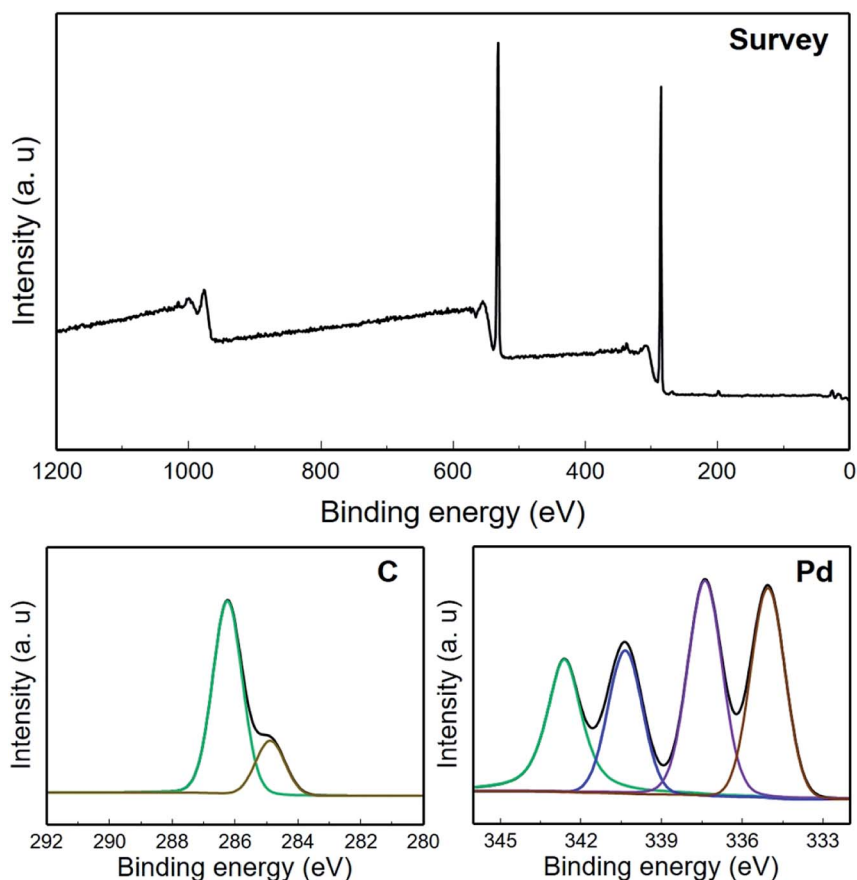 Survey
Intensity (a. u)
1200 1000 800 600 400 200 0
Binding energy (eV)
C
Intensity (a. u)
292 290 288 286 284 282 280
Binding energy (eV)
Pd
Intensity (a. u)
345 342 339 336 333
Binding energy (eV)